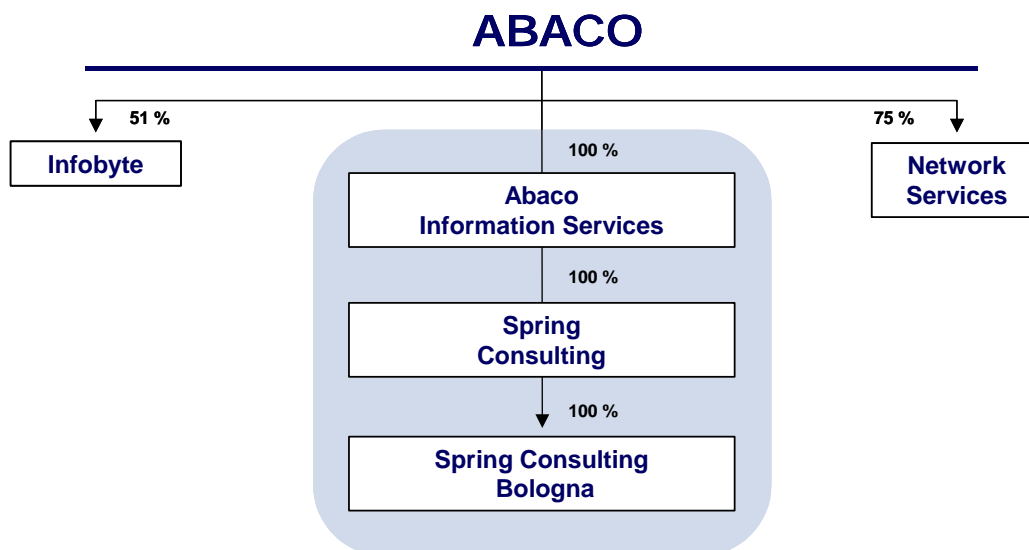 ABACO
51 %
75 %
Infobyte
100 %
Network
Services
Abaco
Information Services
100 %
Spring
Consulting
100 %
Spring Consulting
Bologna